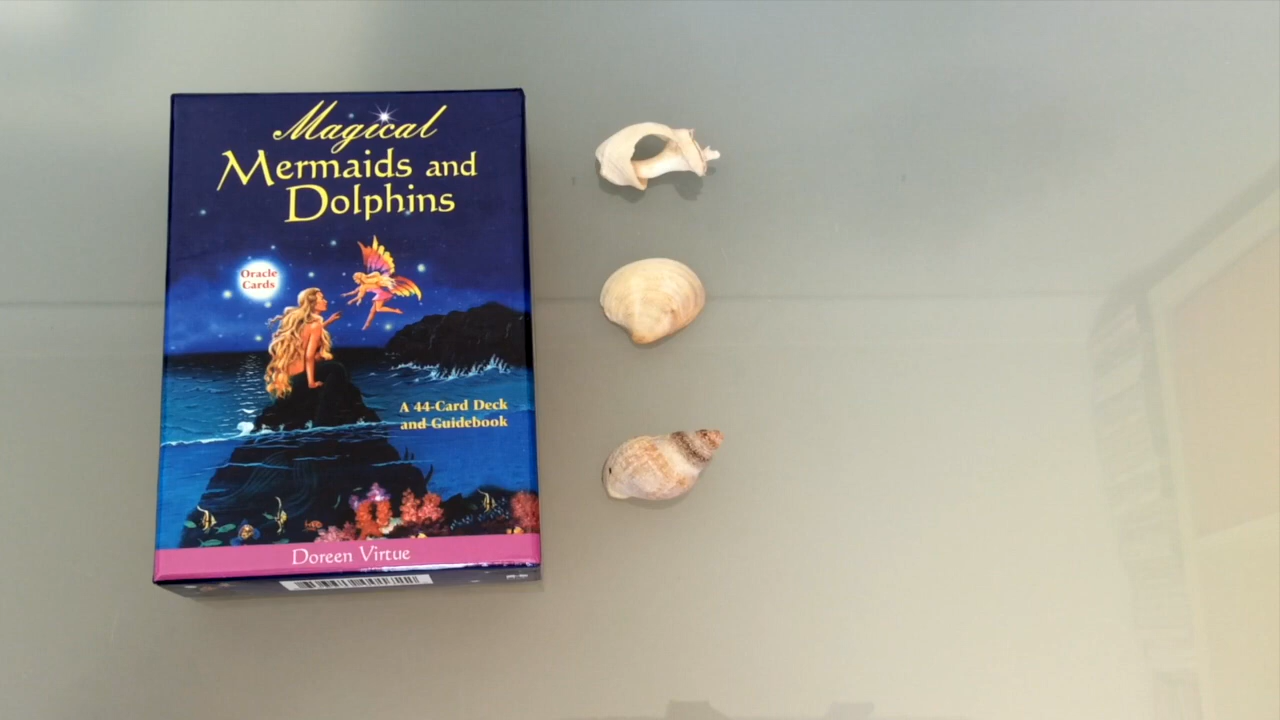 Magical
Mermaids and
Dolphins
Oracle
Cards
A 44-Card Deck
and Guidebook
Doreen Virtue